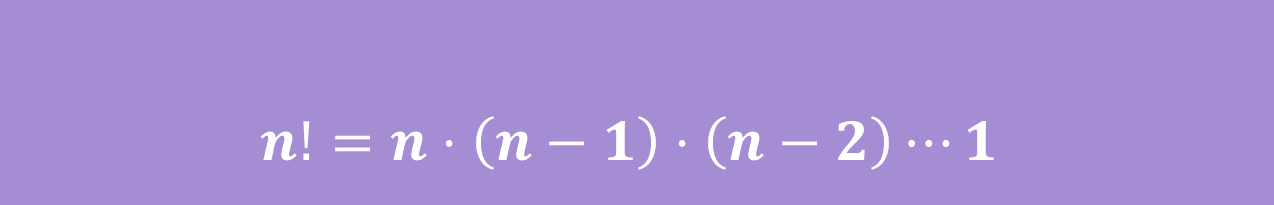 n! = n · (n − 1) · (n − 2) ⋯ 1